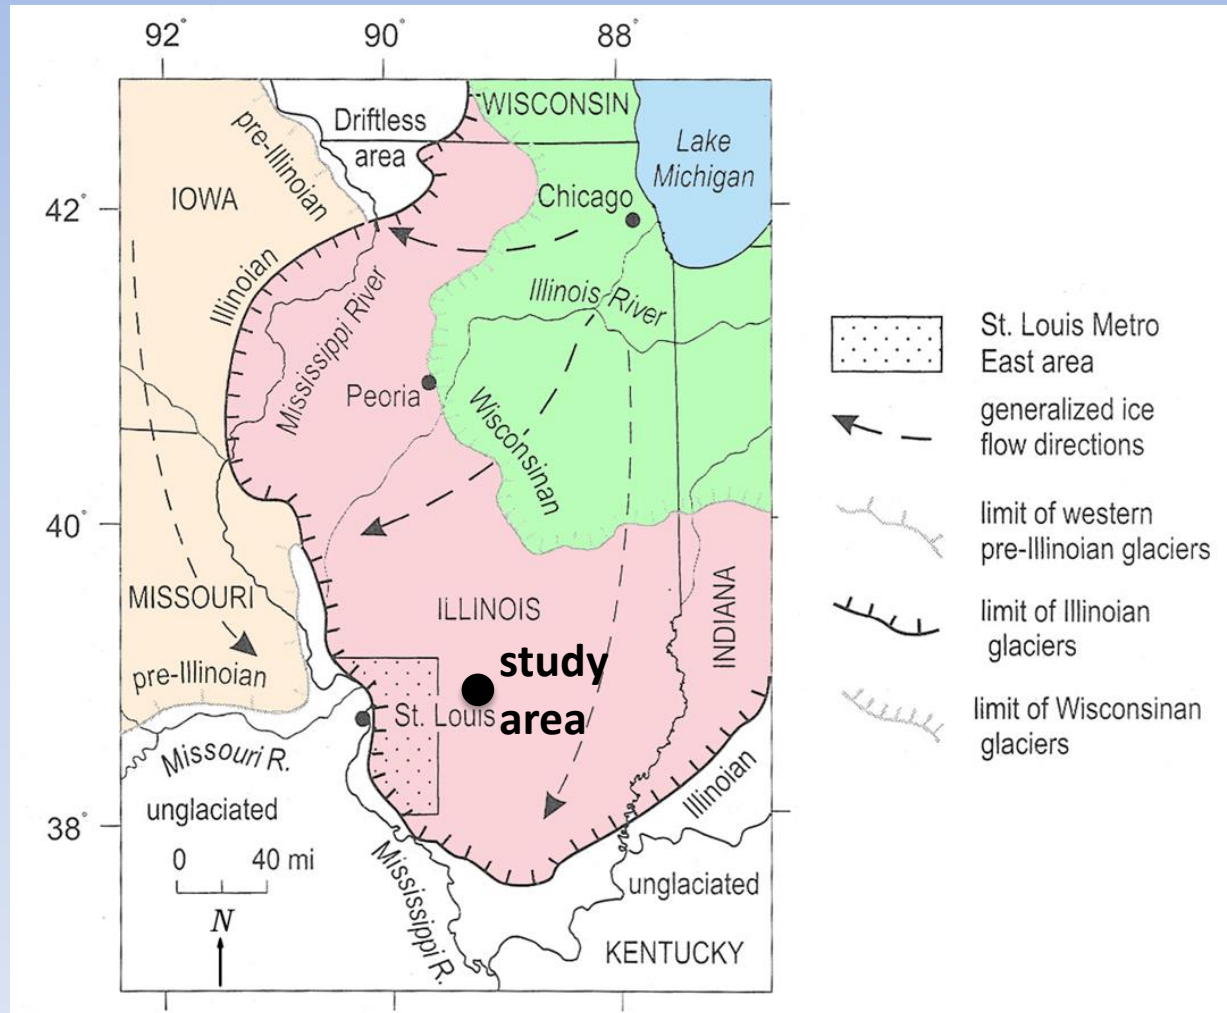 92°
90°
88°
WISCONSIN
Driftless
area
Lake
Michigan
pre-Illinoian
IOWA
Chicago
42°
Illinoian
Mississippi River
Illinois River
Peoria
Wisconsinan
40°
MISSOURI
ILLINOIS
INDIANA
pre-Illinoian
study
area
St. Louis
Missouri R.
unglaciated
Illinoian
38°
0 40 mi
N
Mississippi R.
unglaciated
KENTUCKY
92
90
88
St. Louis Metro
East area
generalized ice
flow directions
limit of western
pre-Illinoian glaciers
limit of Illinoian
glaciers
limit of Wisconsinan
glaciers